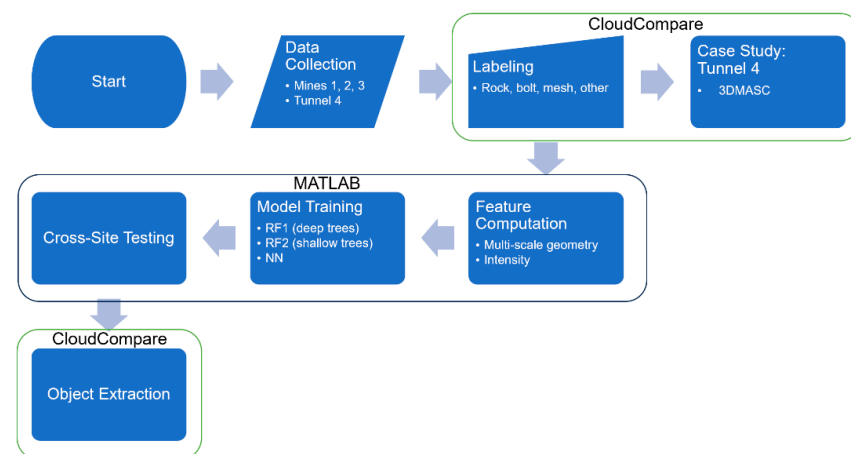 CloudCompare
Start
Data
Collection
• Mines 1, 2, 3
• Tunnel 4
Labeling
• Rock, bolt, mesh, other
Case Study:
Tunnel 4
• 3DMASC
MATLAB
Cross-Site Testing
Model Training
• RF1 (deep trees)
• RF2 (shallow trees)
• NN
Feature
Computation
• Multi-scale geometry
• Intensity
CloudCompare
Object Extraction